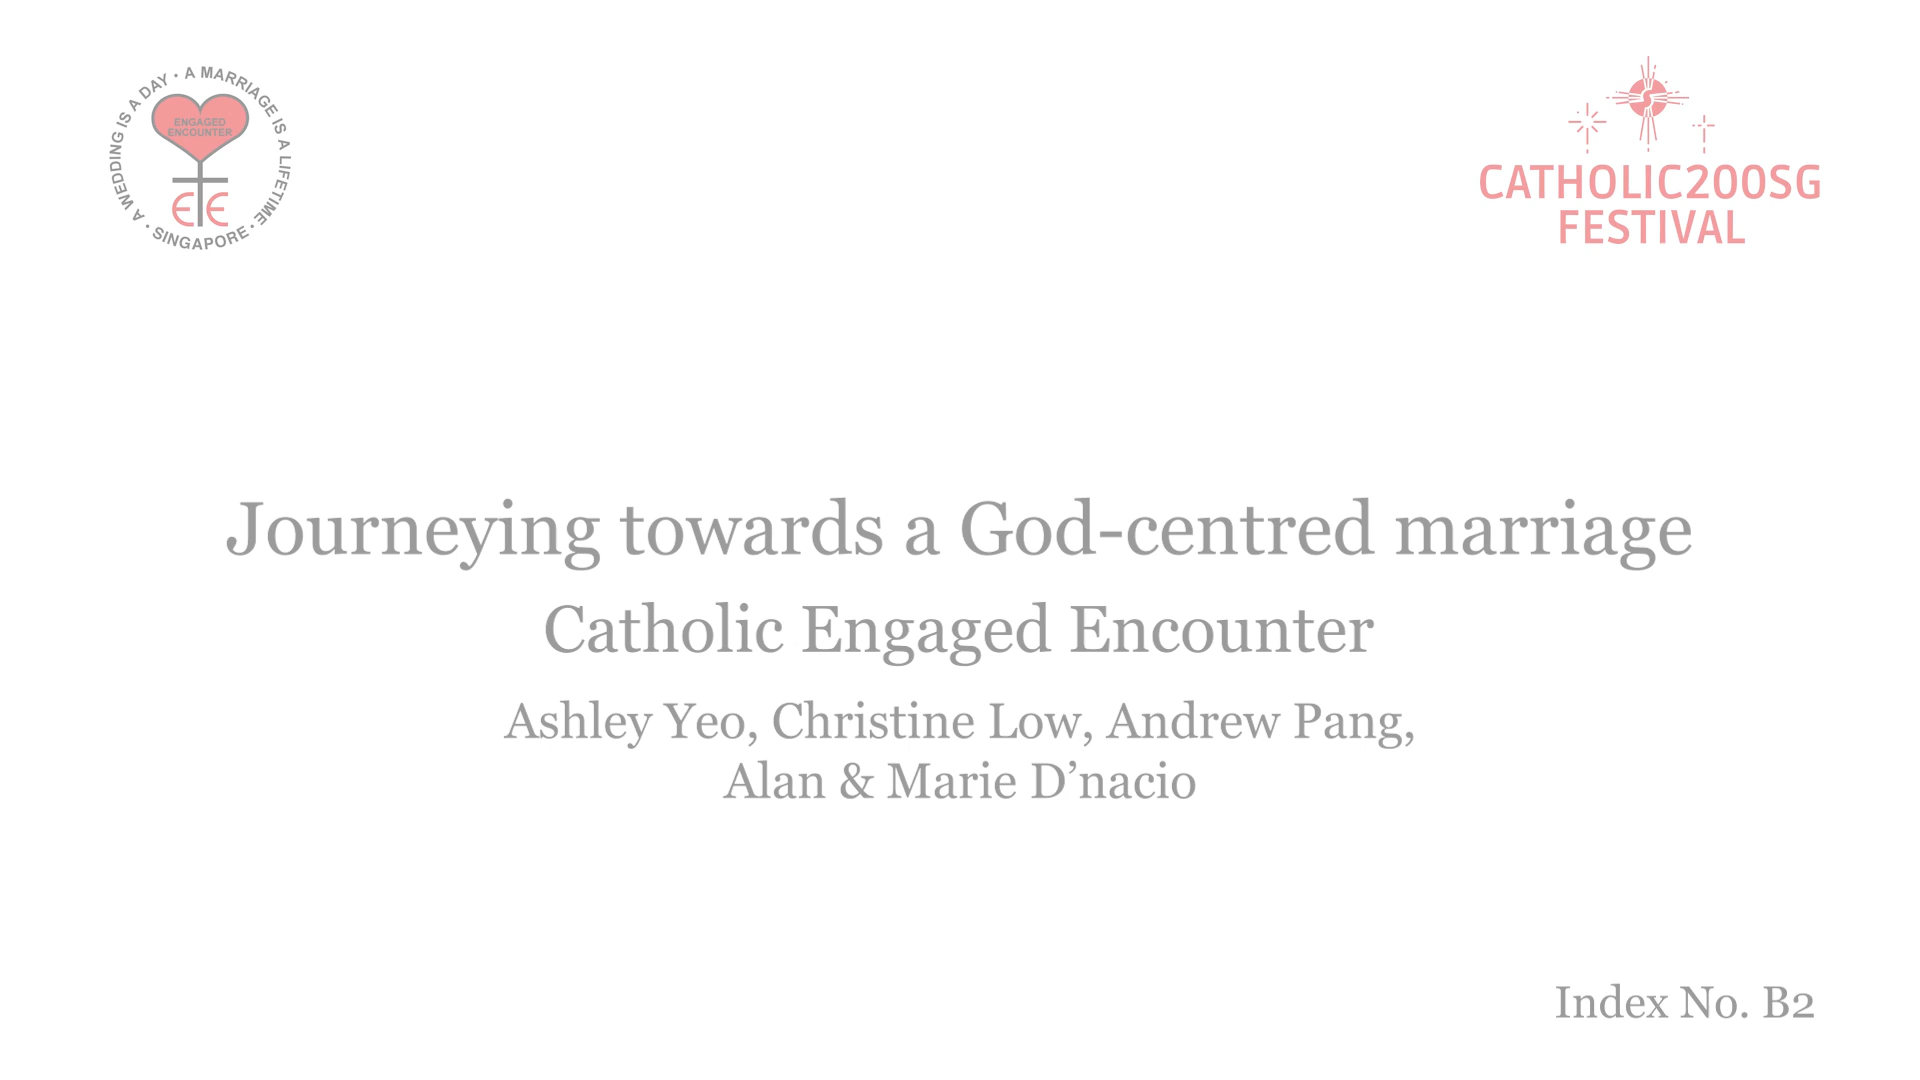 A WEDDING IS A DAY • A MARRIAGE IS A LIFETIME •
ENGAGED
ENCOUNTER
EE
• SINGAPORE •
CATHOLIC200SG
FESTIVAL
Journeying towards a God-centred marriage
Catholic Engaged Encounter
Ashley Yeo, Christine Low, Andrew Pang,
Alan & Marie D’nacio
Index No. B2